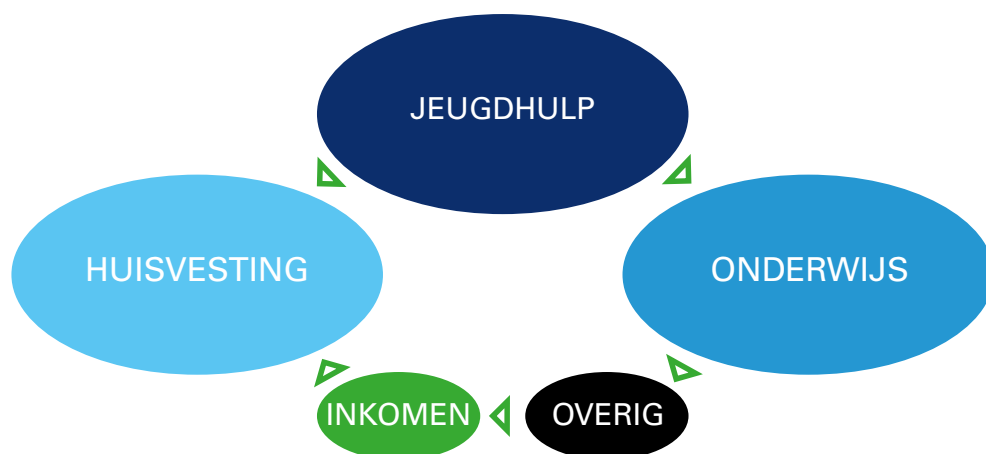 JEUGDHULP
HUISVESTING
ONDERWIJS
INKOMEN
OVERIG